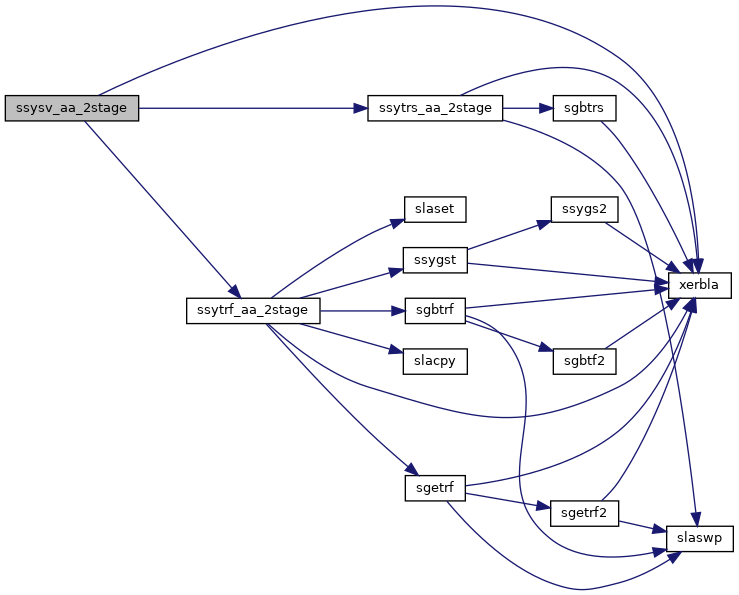 ssysv_aa_2stage
ssytrs_aa_2stage
sgbtrs
slaset
ssygs2
ssygst
xerbla
ssytrf_aa_2stage
sgbtrf
slacpy
sgbtf2
sgetrf
sgetrf2
slaswp